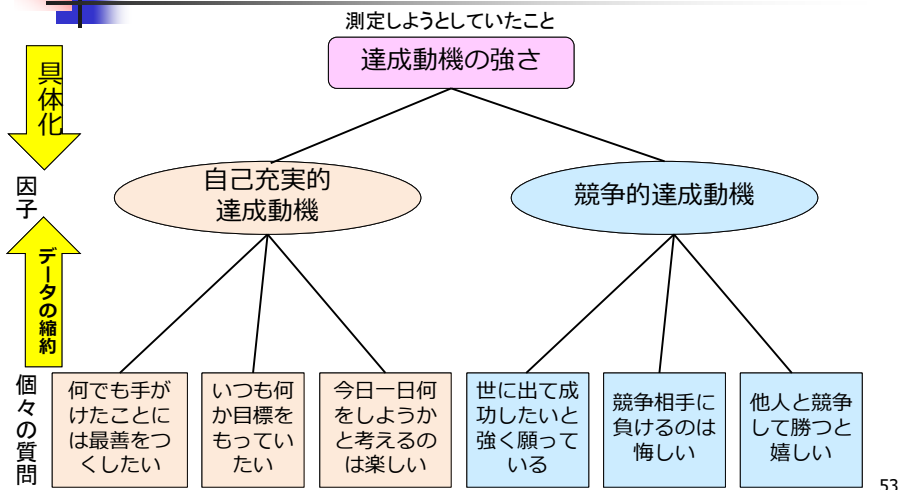 測定しようとしていたこと
達成動機の強さ
具体化
因子
自己充実的
達成動機
競争的達成動機
データの縮約
個々の質問
何でも手が
けたことに
は最善をつ
くしたい
いつも何
か目標を
もってい
たい
今日一日何
をしようか
と考えるの
は楽しい
世に出て成
功したいと
強く願って
いる
競争相手に
負けるのは
悔しい
他人と競争
して勝つと
嬉しい
53